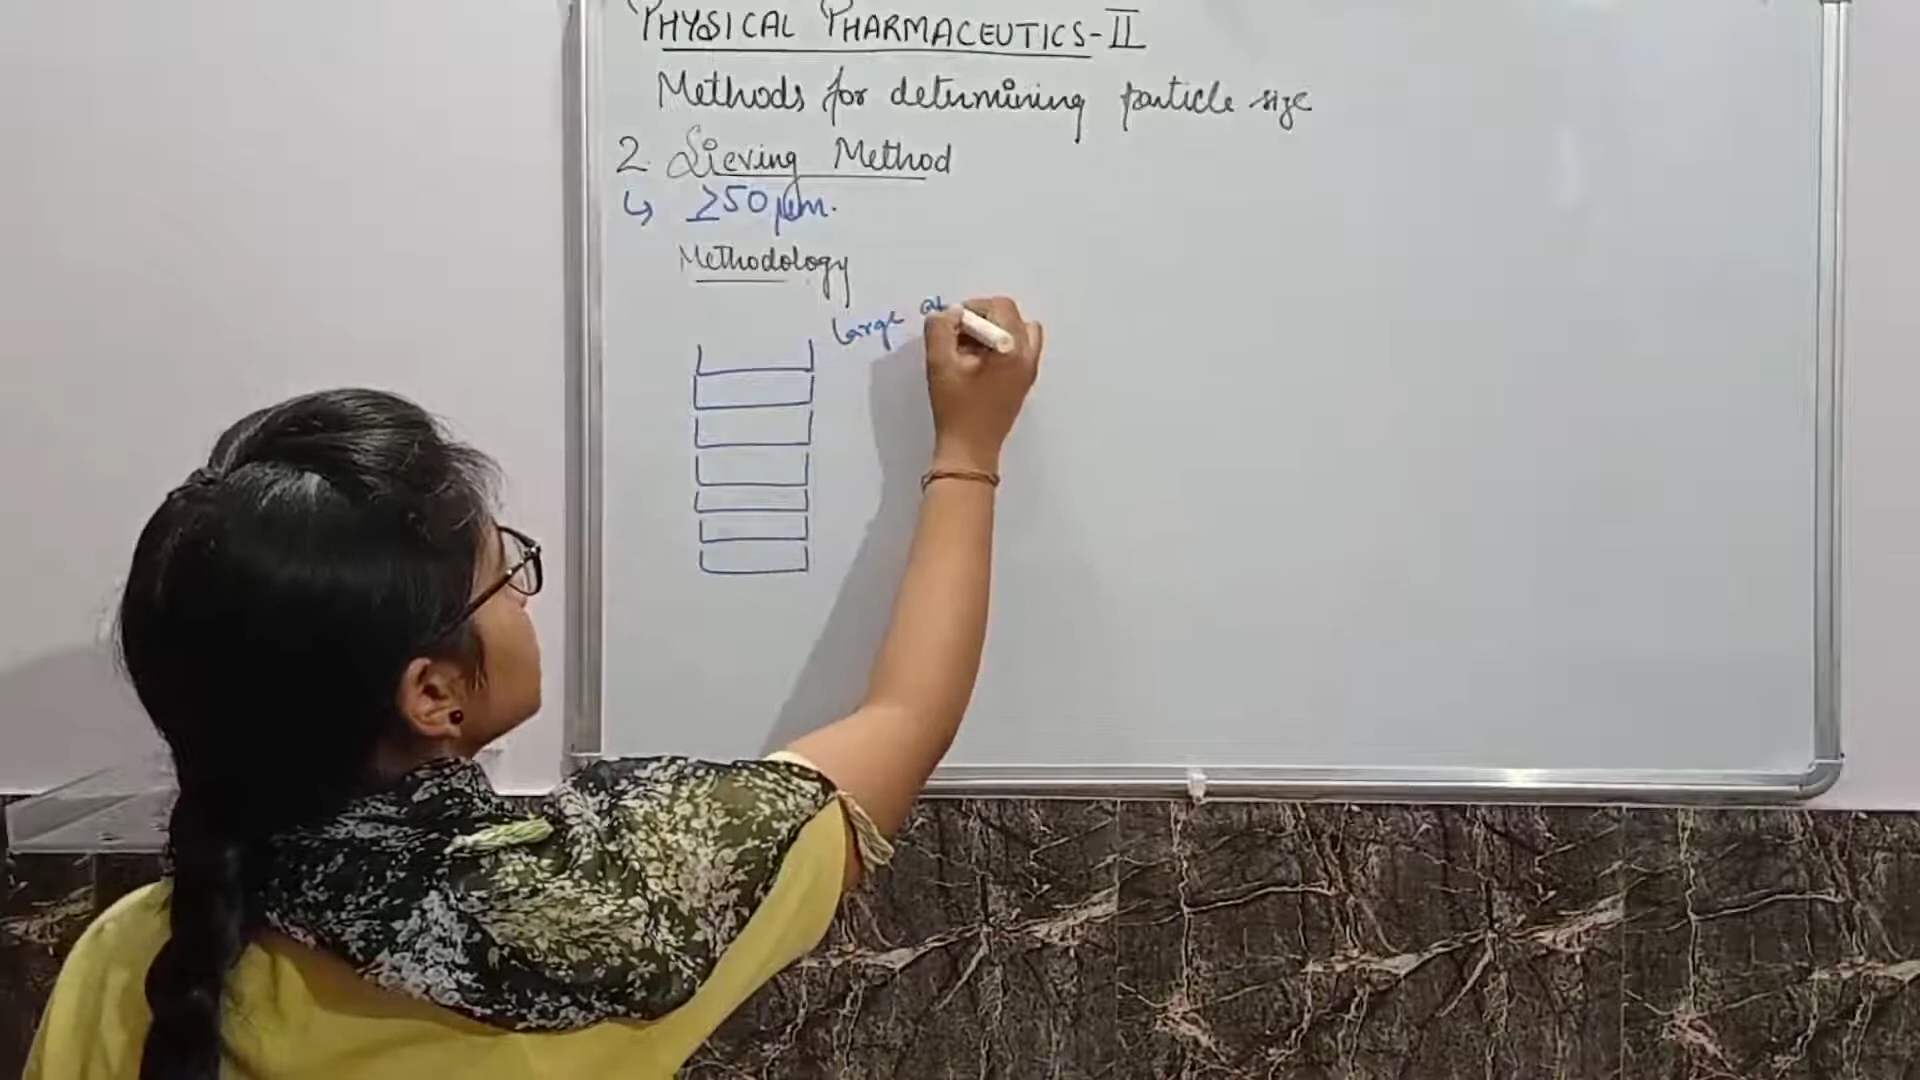 PHYSICAL PHARMACEUTICS-II
Methods for determining particle size
2. Sieving Method
↳ ≥50 μm.
Methodology
Large